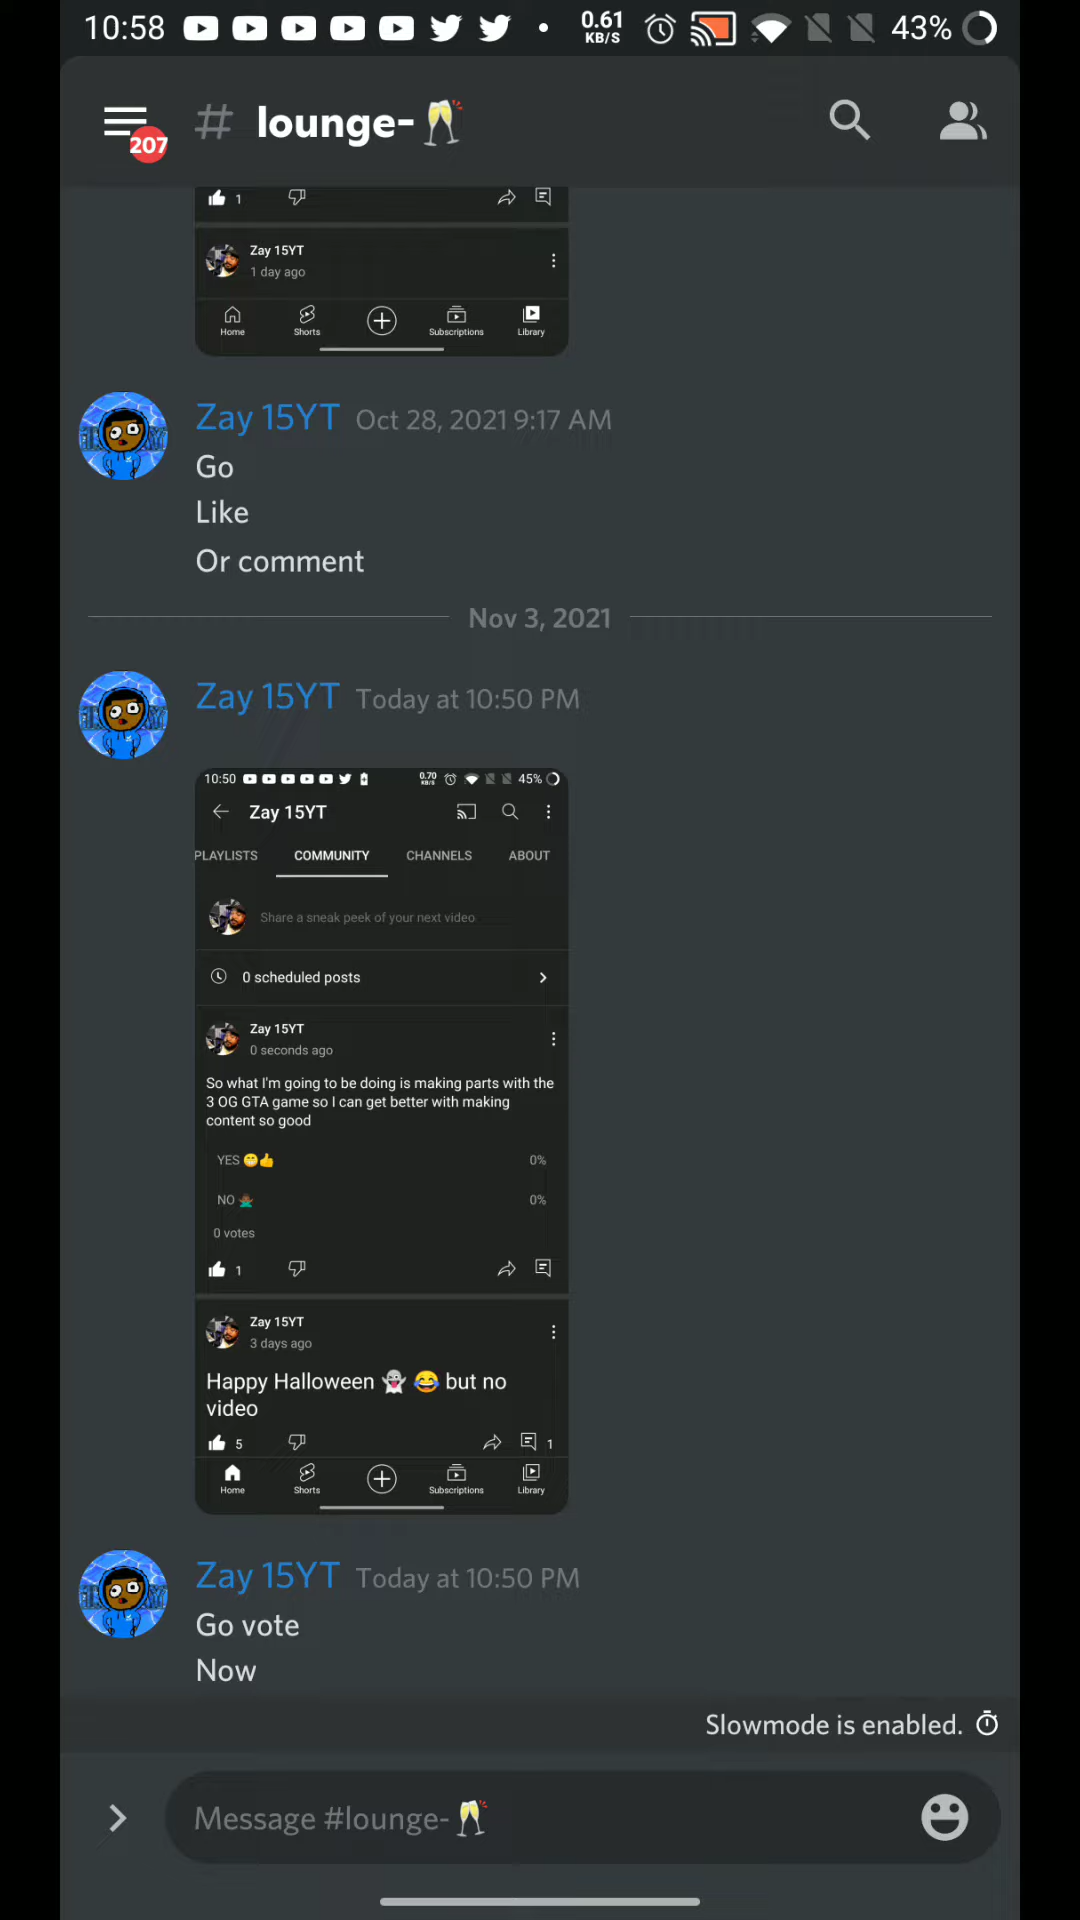 10:58 0.61 KB/S 43%
207 # lounge-🥂
1
Zay 15YT
1 day ago
Home Shorts Subscriptions Library
Zay 15YT Oct 28, 2021 9:17 AM
Go
Like
Or comment
Nov 3, 2021
Zay 15YT Today at 10:50 PM
10:50 0.70 KB/S 45%
Zay 15YT
PLAYLISTS COMMUNITY CHANNELS ABOUT
Share a sneak peek of your next video
0 scheduled posts
Zay 15YT
0 seconds ago
So what I'm going to be doing is making parts with the
3 OG GTA game so I can get better with making
content so good
YES 😁👍 0%
NO 🙅🏾‍♂️ 0%
0 votes
1
Zay 15YT
3 days ago
Happy Halloween 👻 😂 but no
video
5 1
Home Shorts Subscriptions Library
Zay 15YT Today at 10:50 PM
Go vote
Now
Slowmode is enabled.
Message #lounge-🥂